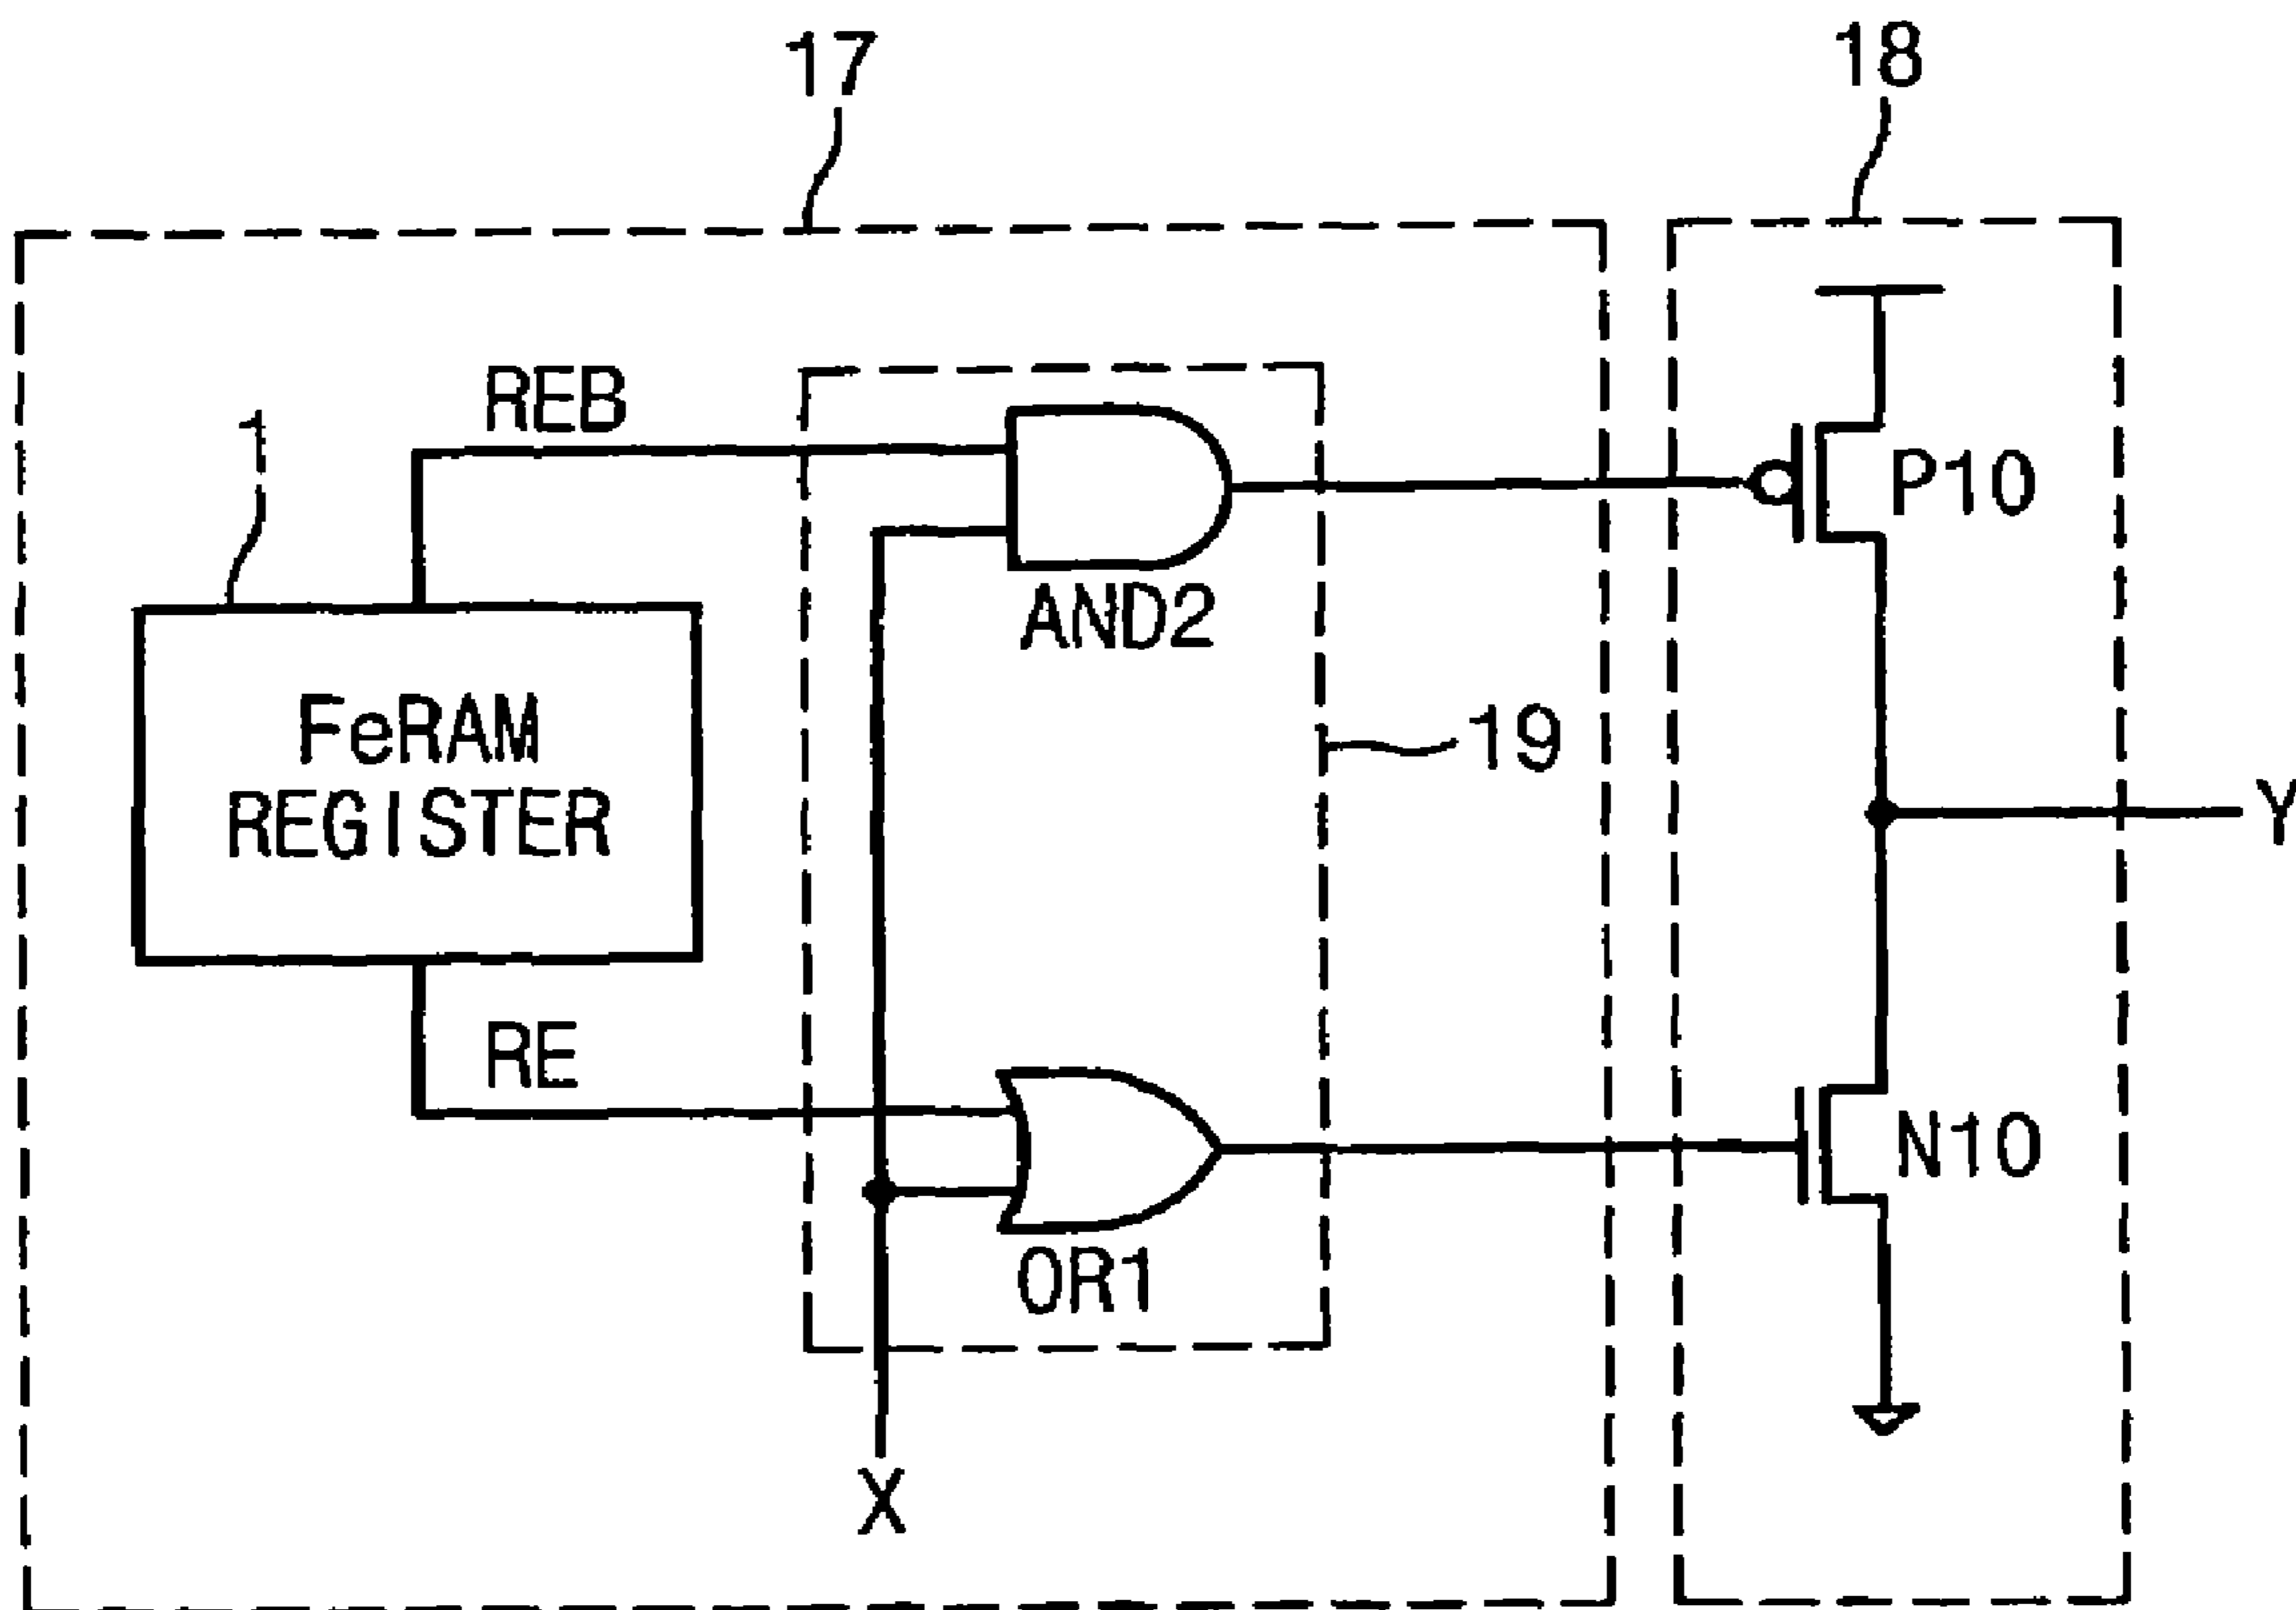 17
18
REB
1
P10
AND2
FeRAM
REGISTER
19
Y
RE
N10
OR1
X